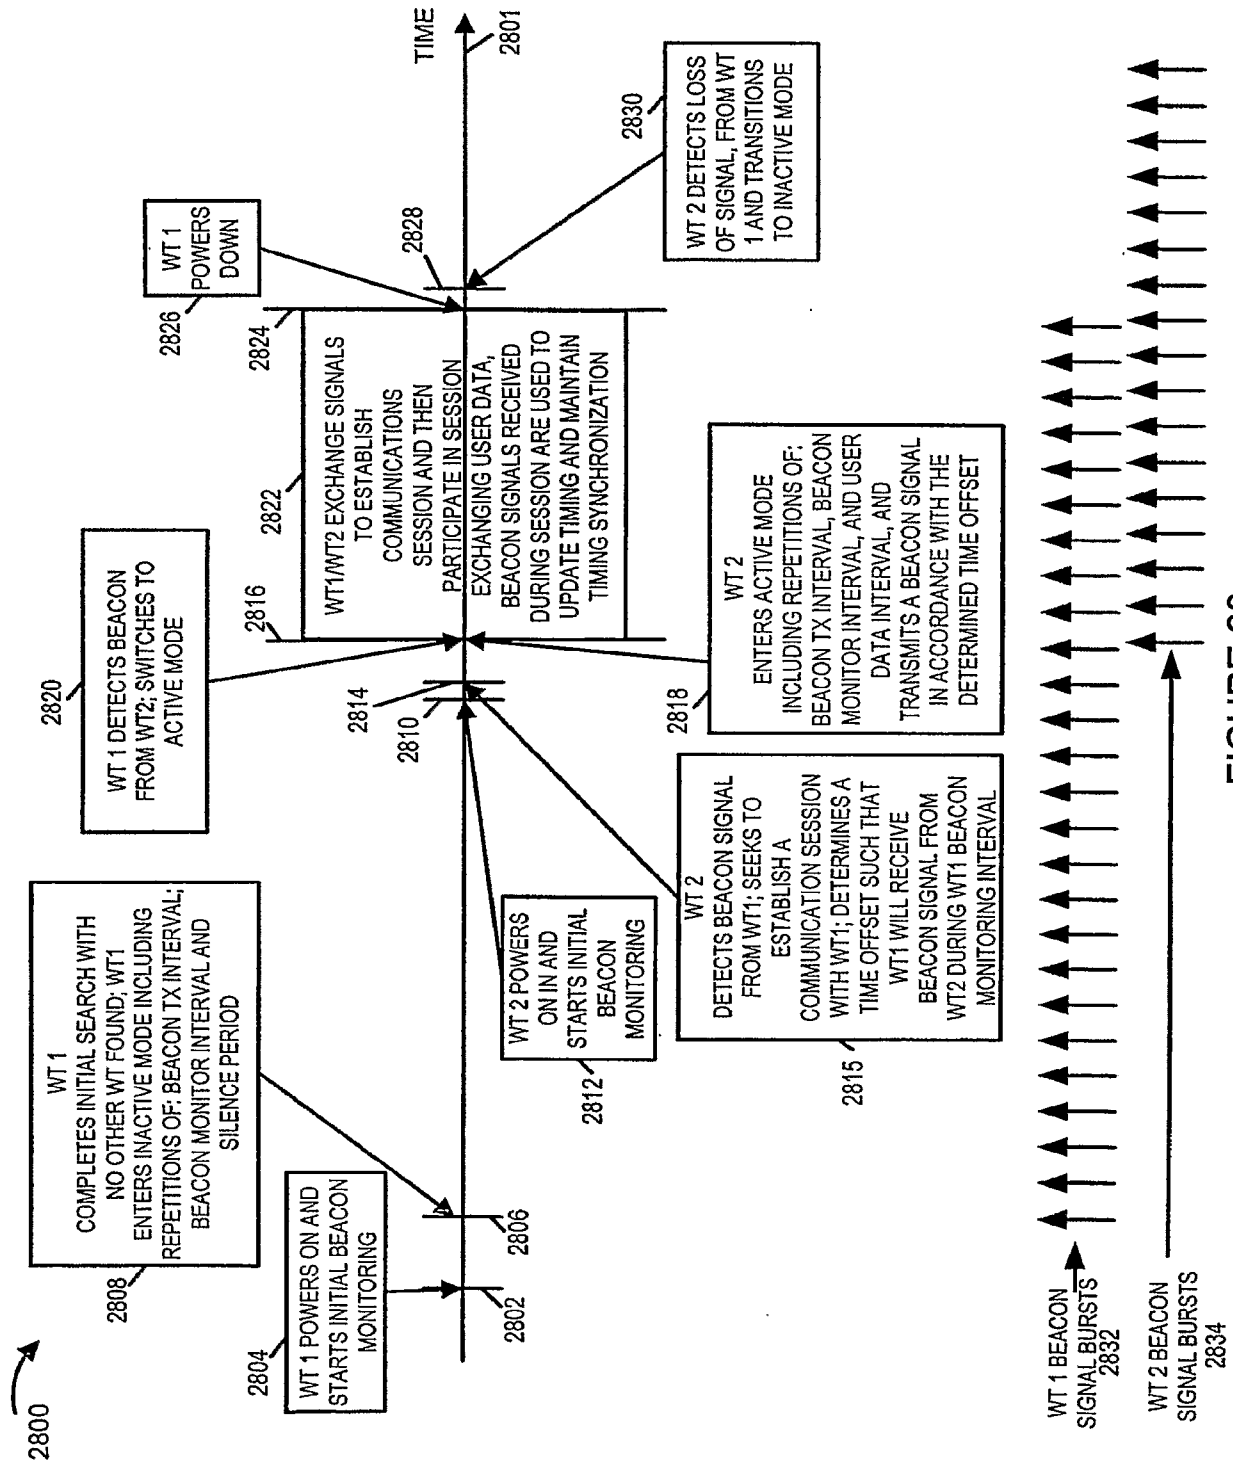 2800
2808
WT 1
COMPLETES INITIAL SEARCH WITH
NO OTHER WT FOUND; WT1
ENTERS INACTIVE MODE INCLUDING
REPETITIONS OF: BEACON TX INTERVAL;
BEACON MONITOR INTERVAL AND
SILENCE PERIOD
2804
WT 1 POWERS ON AND
STARTS INITIAL BEACON
MONITORING
2802
2806
2820
WT 1 DETECTS BEACON
FROM WT2; SWITCHES TO
ACTIVE MODE
2816
2814
2810
2822
WT1/WT2 EXCHANGE SIGNALS
TO ESTABLISH
COMMUNICATIONS
SESSION AND THEN
PARTICIPATE IN SESSION
EXCHANGING USER DATA,
BEACON SIGNALS RECEIVED
DURING SESSION ARE USED TO
UPDATE TIMING AND MAINTAIN
TIMING SYNCHRONIZATION
2824
2826
WT 1
POWERS
DOWN
2828
TIME
2801
2830
WT 2 DETECTS LOSS
OF SIGNAL, FROM WT
1 AND TRANSITIONS
TO INACTIVE MODE
WT 2 POWERS
ON IN AND
STARTS INITIAL
BEACON
MONITORING
2812
WT 2
DETECTS BEACON SIGNAL
FROM WT1; SEEKS TO
ESTABLISH A
COMMUNICATION SESSION
WITH WT1; DETERMINES A
TIME OFFSET SUCH THAT
WT1 WILL RECEIVE
BEACON SIGNAL FROM
WT2 DURING WT1 BEACON
MONITORING INTERVAL
2815
2818
WT 2
ENTERS ACTIVE MODE
INCLUDING REPETITIONS OF:
BEACON TX INTERVAL, BEACON
MONITOR INTERVAL, AND USER
DATA INTERVAL, AND
TRANSMITS A BEACON SIGNAL
IN ACCORDANCE WITH THE
DETERMINED TIME OFFSET
WT 1 BEACON
SIGNAL BURSTS
2832
WT 2 BEACON
SIGNAL BURSTS
2834